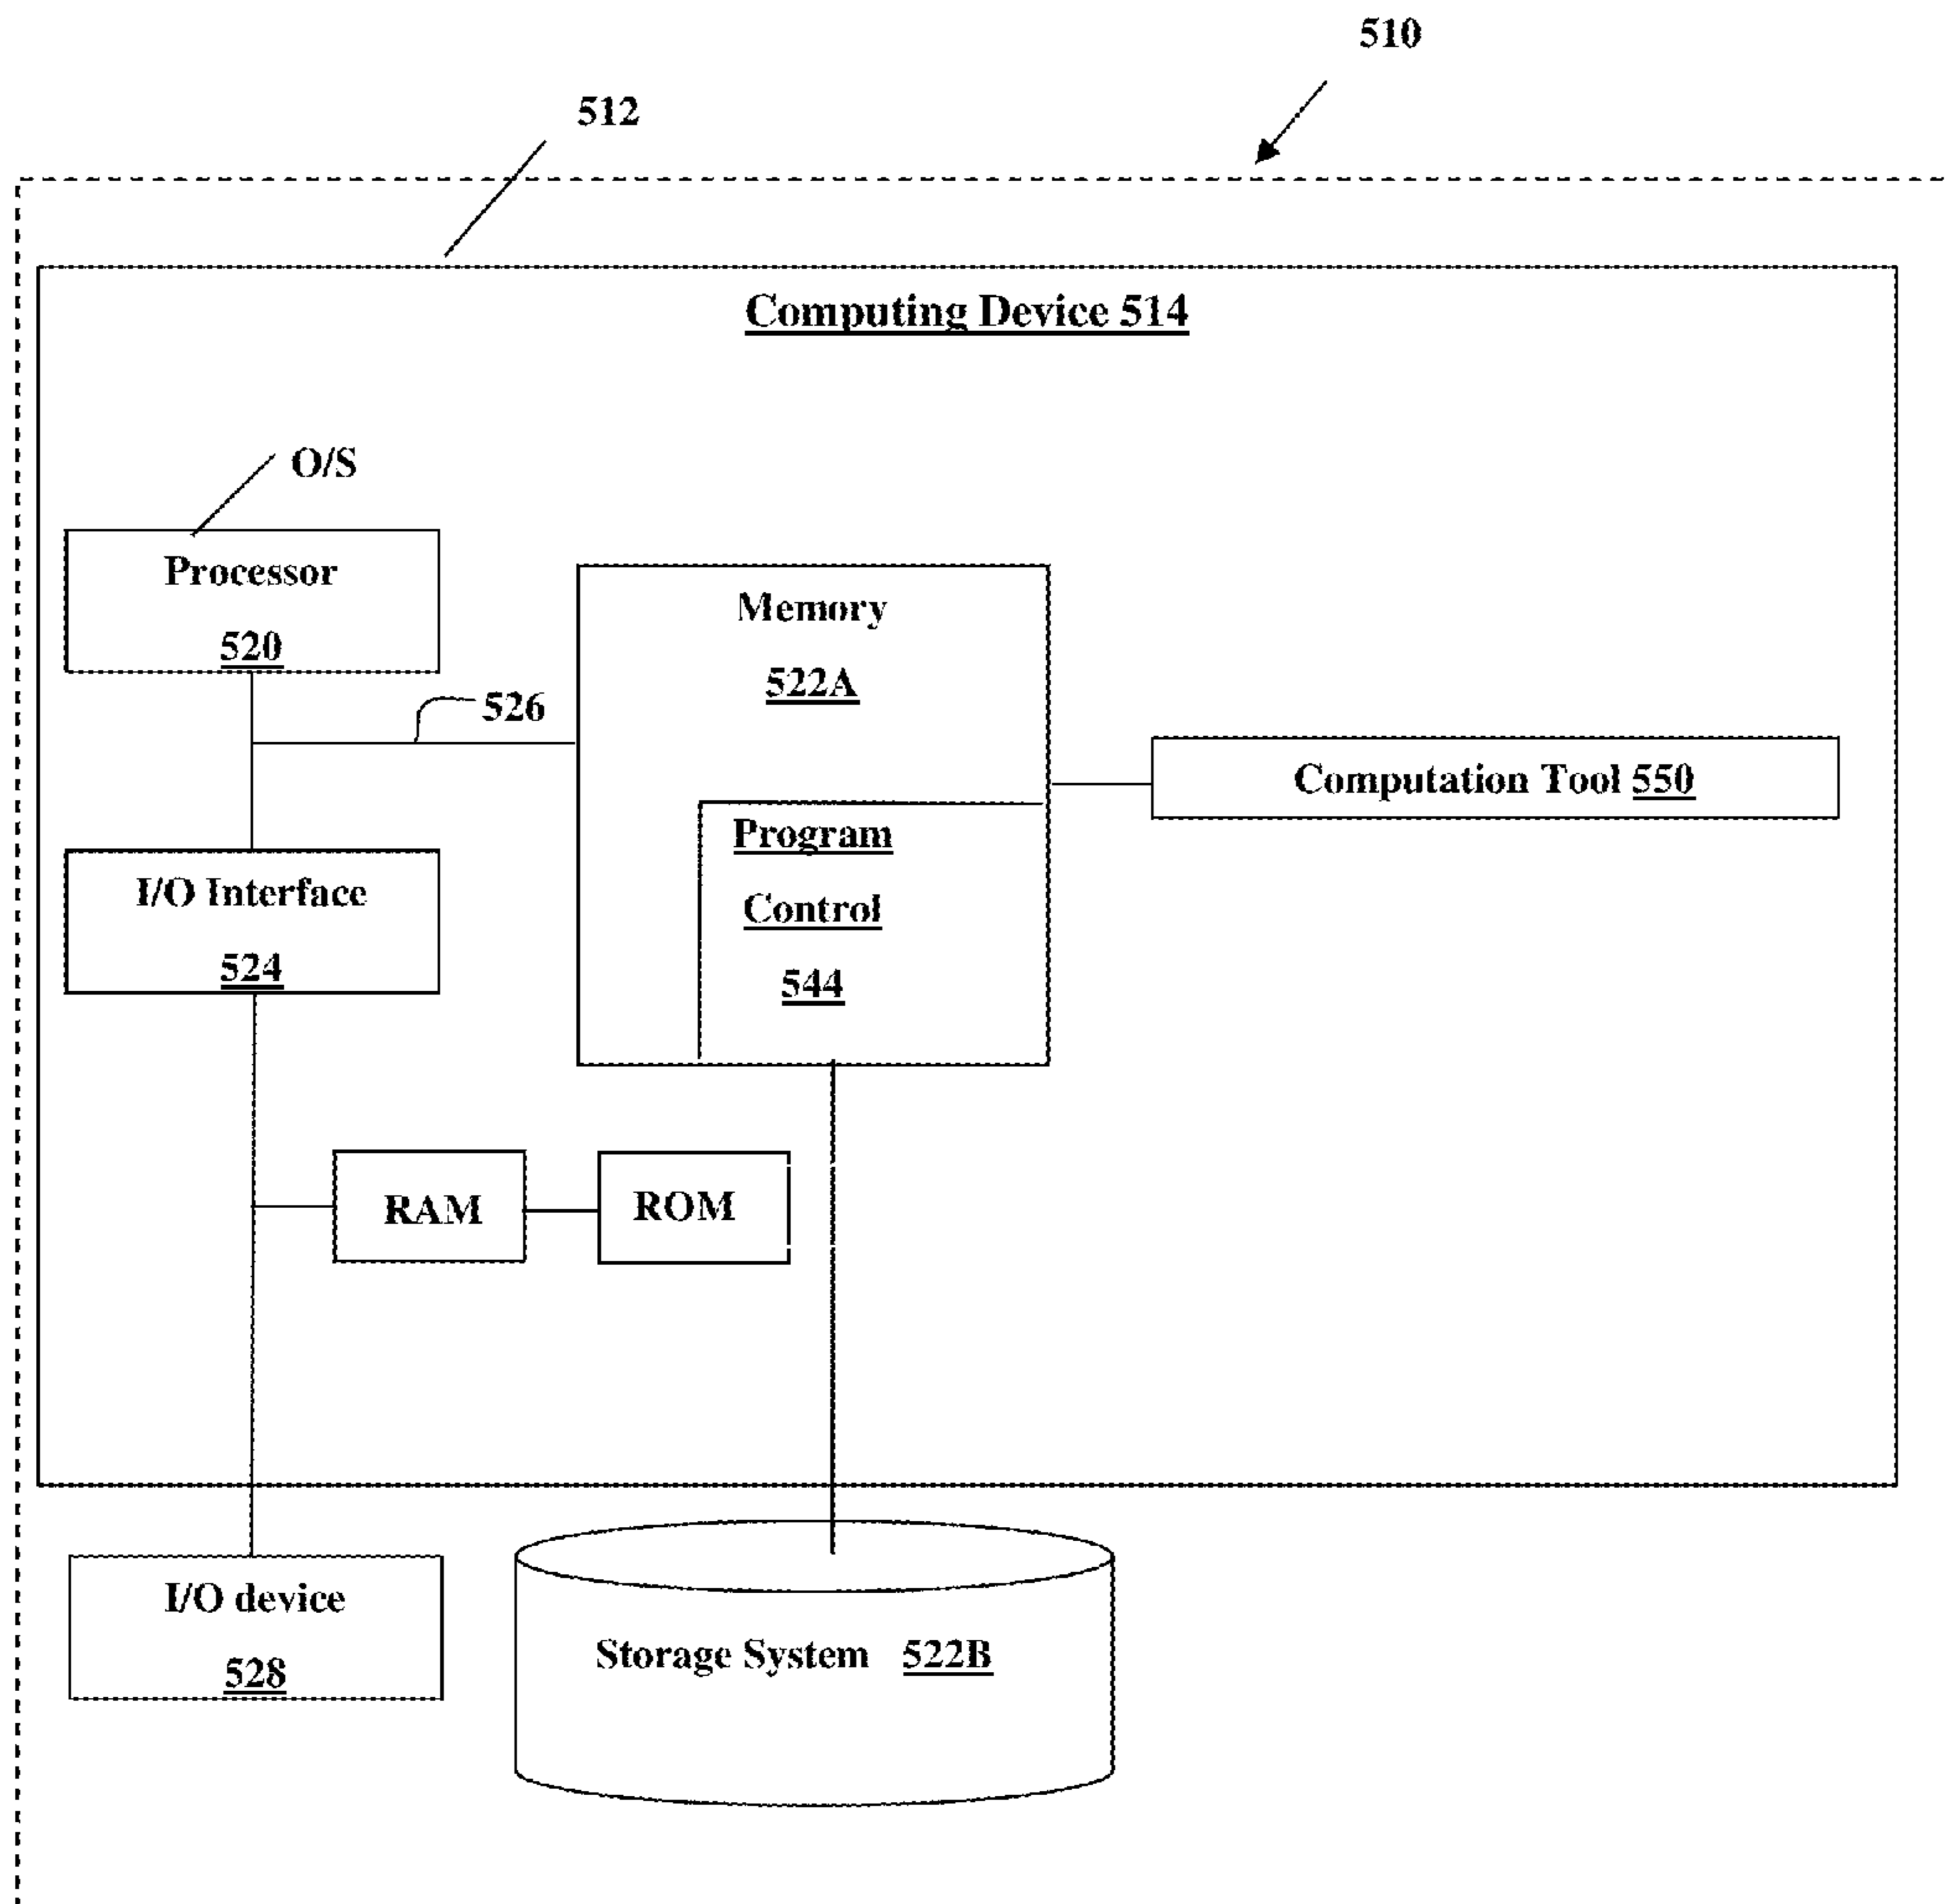 510
512
Computing Device 514
O/S
Processor
520
Memory
522A
526
Computation Tool 550
Program
Control
544
I/O Interface
524
RAM
ROM
I/O device
528
Storage System 522B